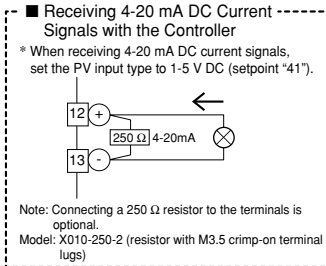 ■ Receiving 4-20 mA DC Current
Signals with the Controller
* When receiving 4-20 mA DC current signals,
set the PV input type to 1-5 V DC (setpoint “41”).
12 +
250 Ω 4-20mA
13 -
Note: Connecting a 250 Ω resistor to the terminals is
optional.
Model: X010-250-2 (resistor with M3.5 crimp-on terminal
lugs)